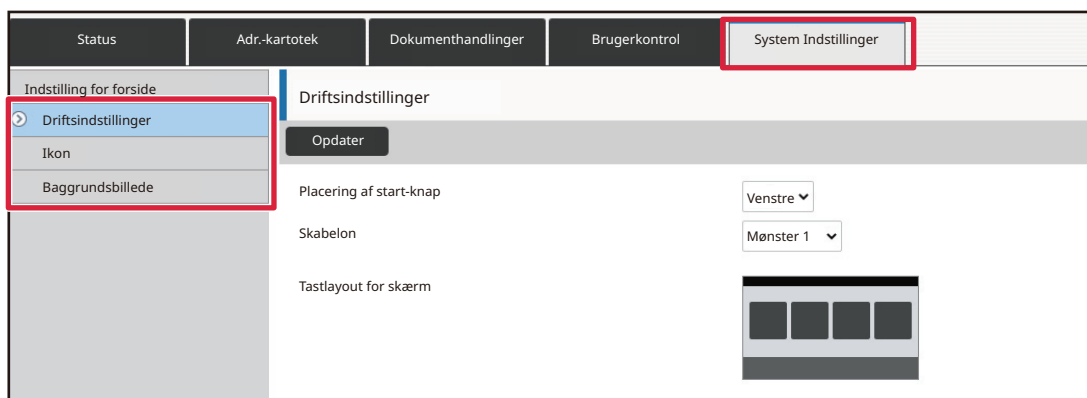 Status Adr.-kartotek Dokumenthandlinger Brugerkontrol System Indstillinger
Indstilling for forside
Driftsindstillinger
Ikon
Baggrundsbillede
Driftsindstillinger
Opdater
Placering af start-knap Venstre
Skabelon Mønster 1
Tastlayout for skærm